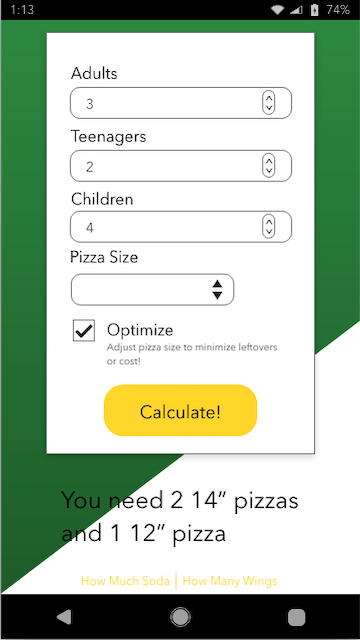 1:13 74%
Adults
3
Teenagers
2
Children
4
Pizza Size
Optimize
Adjust pizza size to minimize leftovers
or cost!
Calculate!
You need 2 14” pizzas
and 1 12” pizza
How Much Soda | How Many Wings